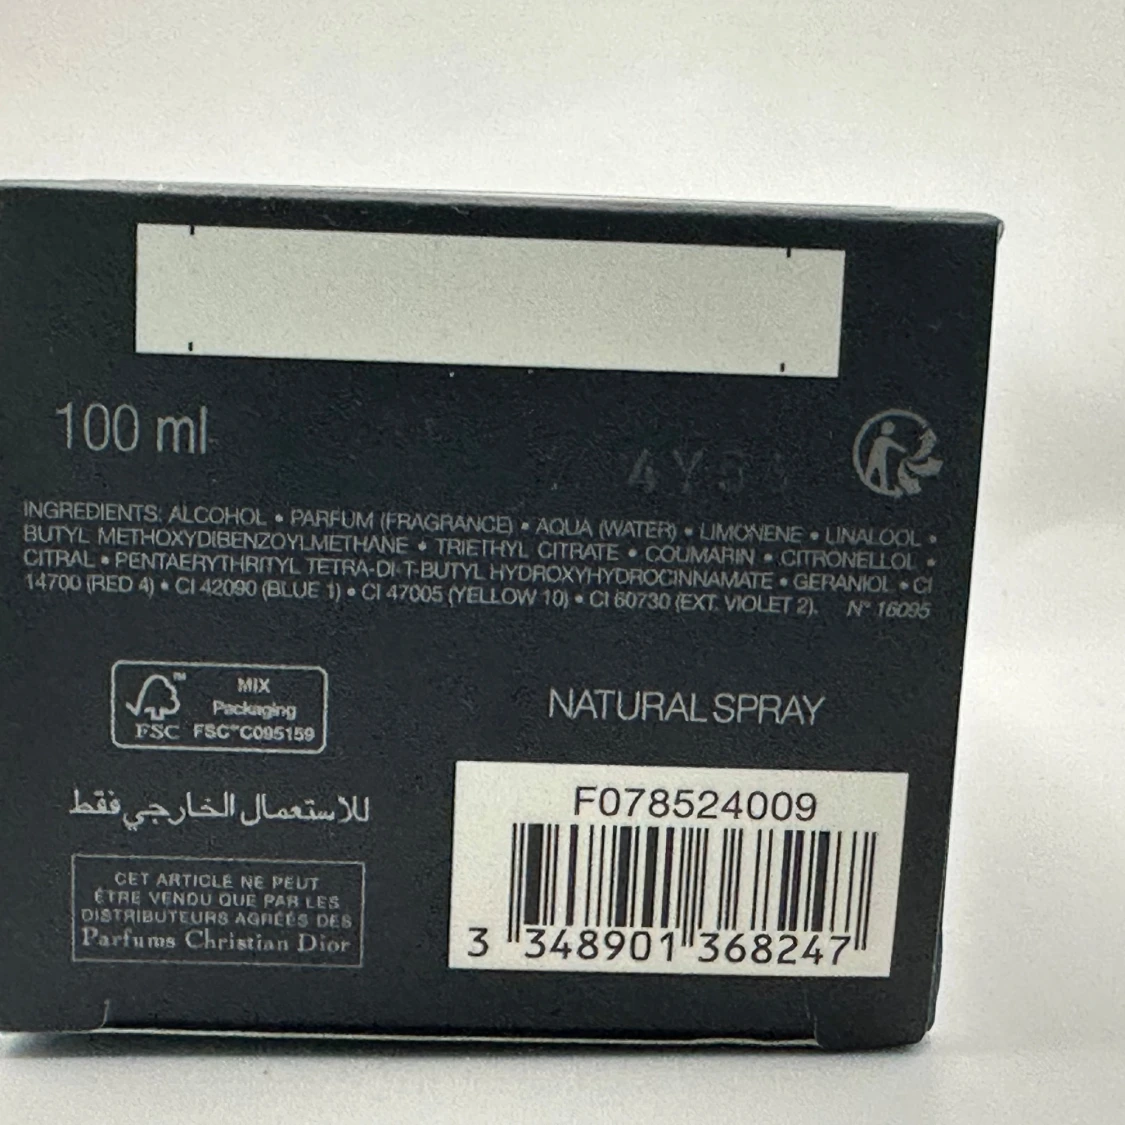 100 ml
INGREDIENTS: ALCOHOL • PARFUM (FRAGRANCE) • AQUA (WATER) • LIMONENE • LINALOOL •
BUTYL METHOXYDIBENZOYLMETHANE • TRIETHYL CITRATE • COUMARIN • CITRONELLOL •
CITRAL • PENTAERYTHRITYL TETRA-DI-T-BUTYL HYDROXYHYDROCINNAMATE • GERANIOL • CI
14700 (RED 4) • CI 42090 (BLUE 1) • CI 47005 (YELLOW 10) • CI 60730 (EXT. VIOLET 2). N° 16095
MIX
Packaging
FSC™ C095159
FSC
NATURAL SPRAY
للاستعمال الخارجي فقط
CET ARTICLE NE PEUT
ÊTRE VENDU QUE PAR LES
DISTRIBUTEURS AGRÉÉS DES
Parfums Christian Dior
F078524009
3 348901 368247